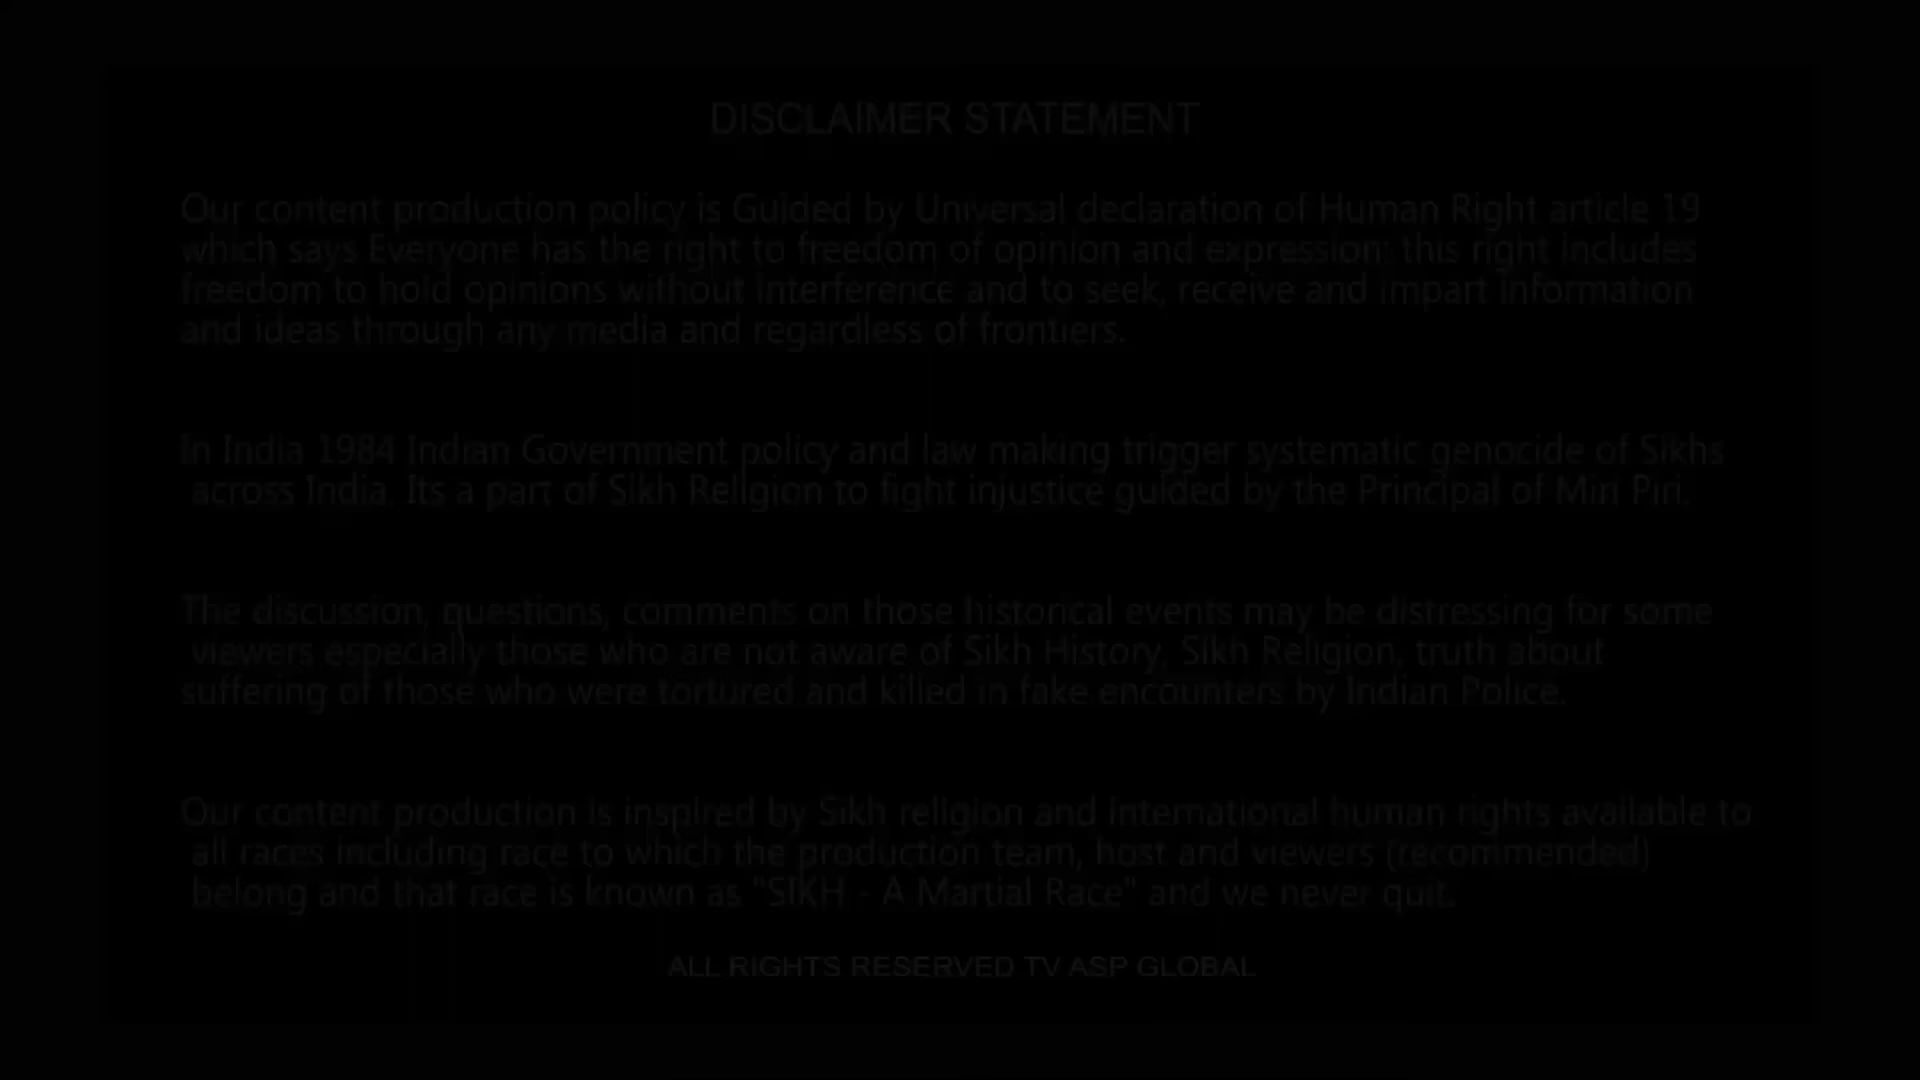 DISCLAIMER STATEMENT
Our content production policy is Guided by Universal declaration of Human Right article 19
which says Everyone has the right to freedom of opinion and expression; this right includes
freedom to hold opinions without interference and to seek, receive and impart information
and ideas through any media and regardless of frontiers.
In India 1984 Indian Government policy and law making trigger systematic genocide of Sikhs
across India. Its a part of Sikh Religion to fight injustice guided by the Principal of Miri Piri.
The discussion, questions, comments on those historical events may be distressing for some
viewers especially those who are not aware of Sikh History, Sikh Religion, truth about
suffering of those who were tortured and killed in fake encounters by Indian Police.
Our content production is inspired by Sikh religion and International human rights available to
all races including race to which the production team, host and viewers (recommended)
belong and that race is known as "SIKH - A Martial Race" and we never quit.
ALL RIGHTS RESERVED TV ASP GLOBAL